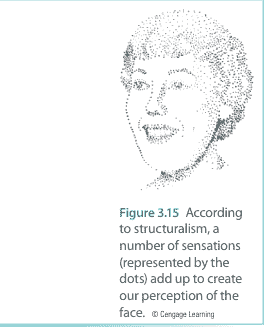 Figure 3.15 According
to structuralism, a
number of sensations
(represented by the
dots) add up to create
our perception of the
face. © Cengage Learning